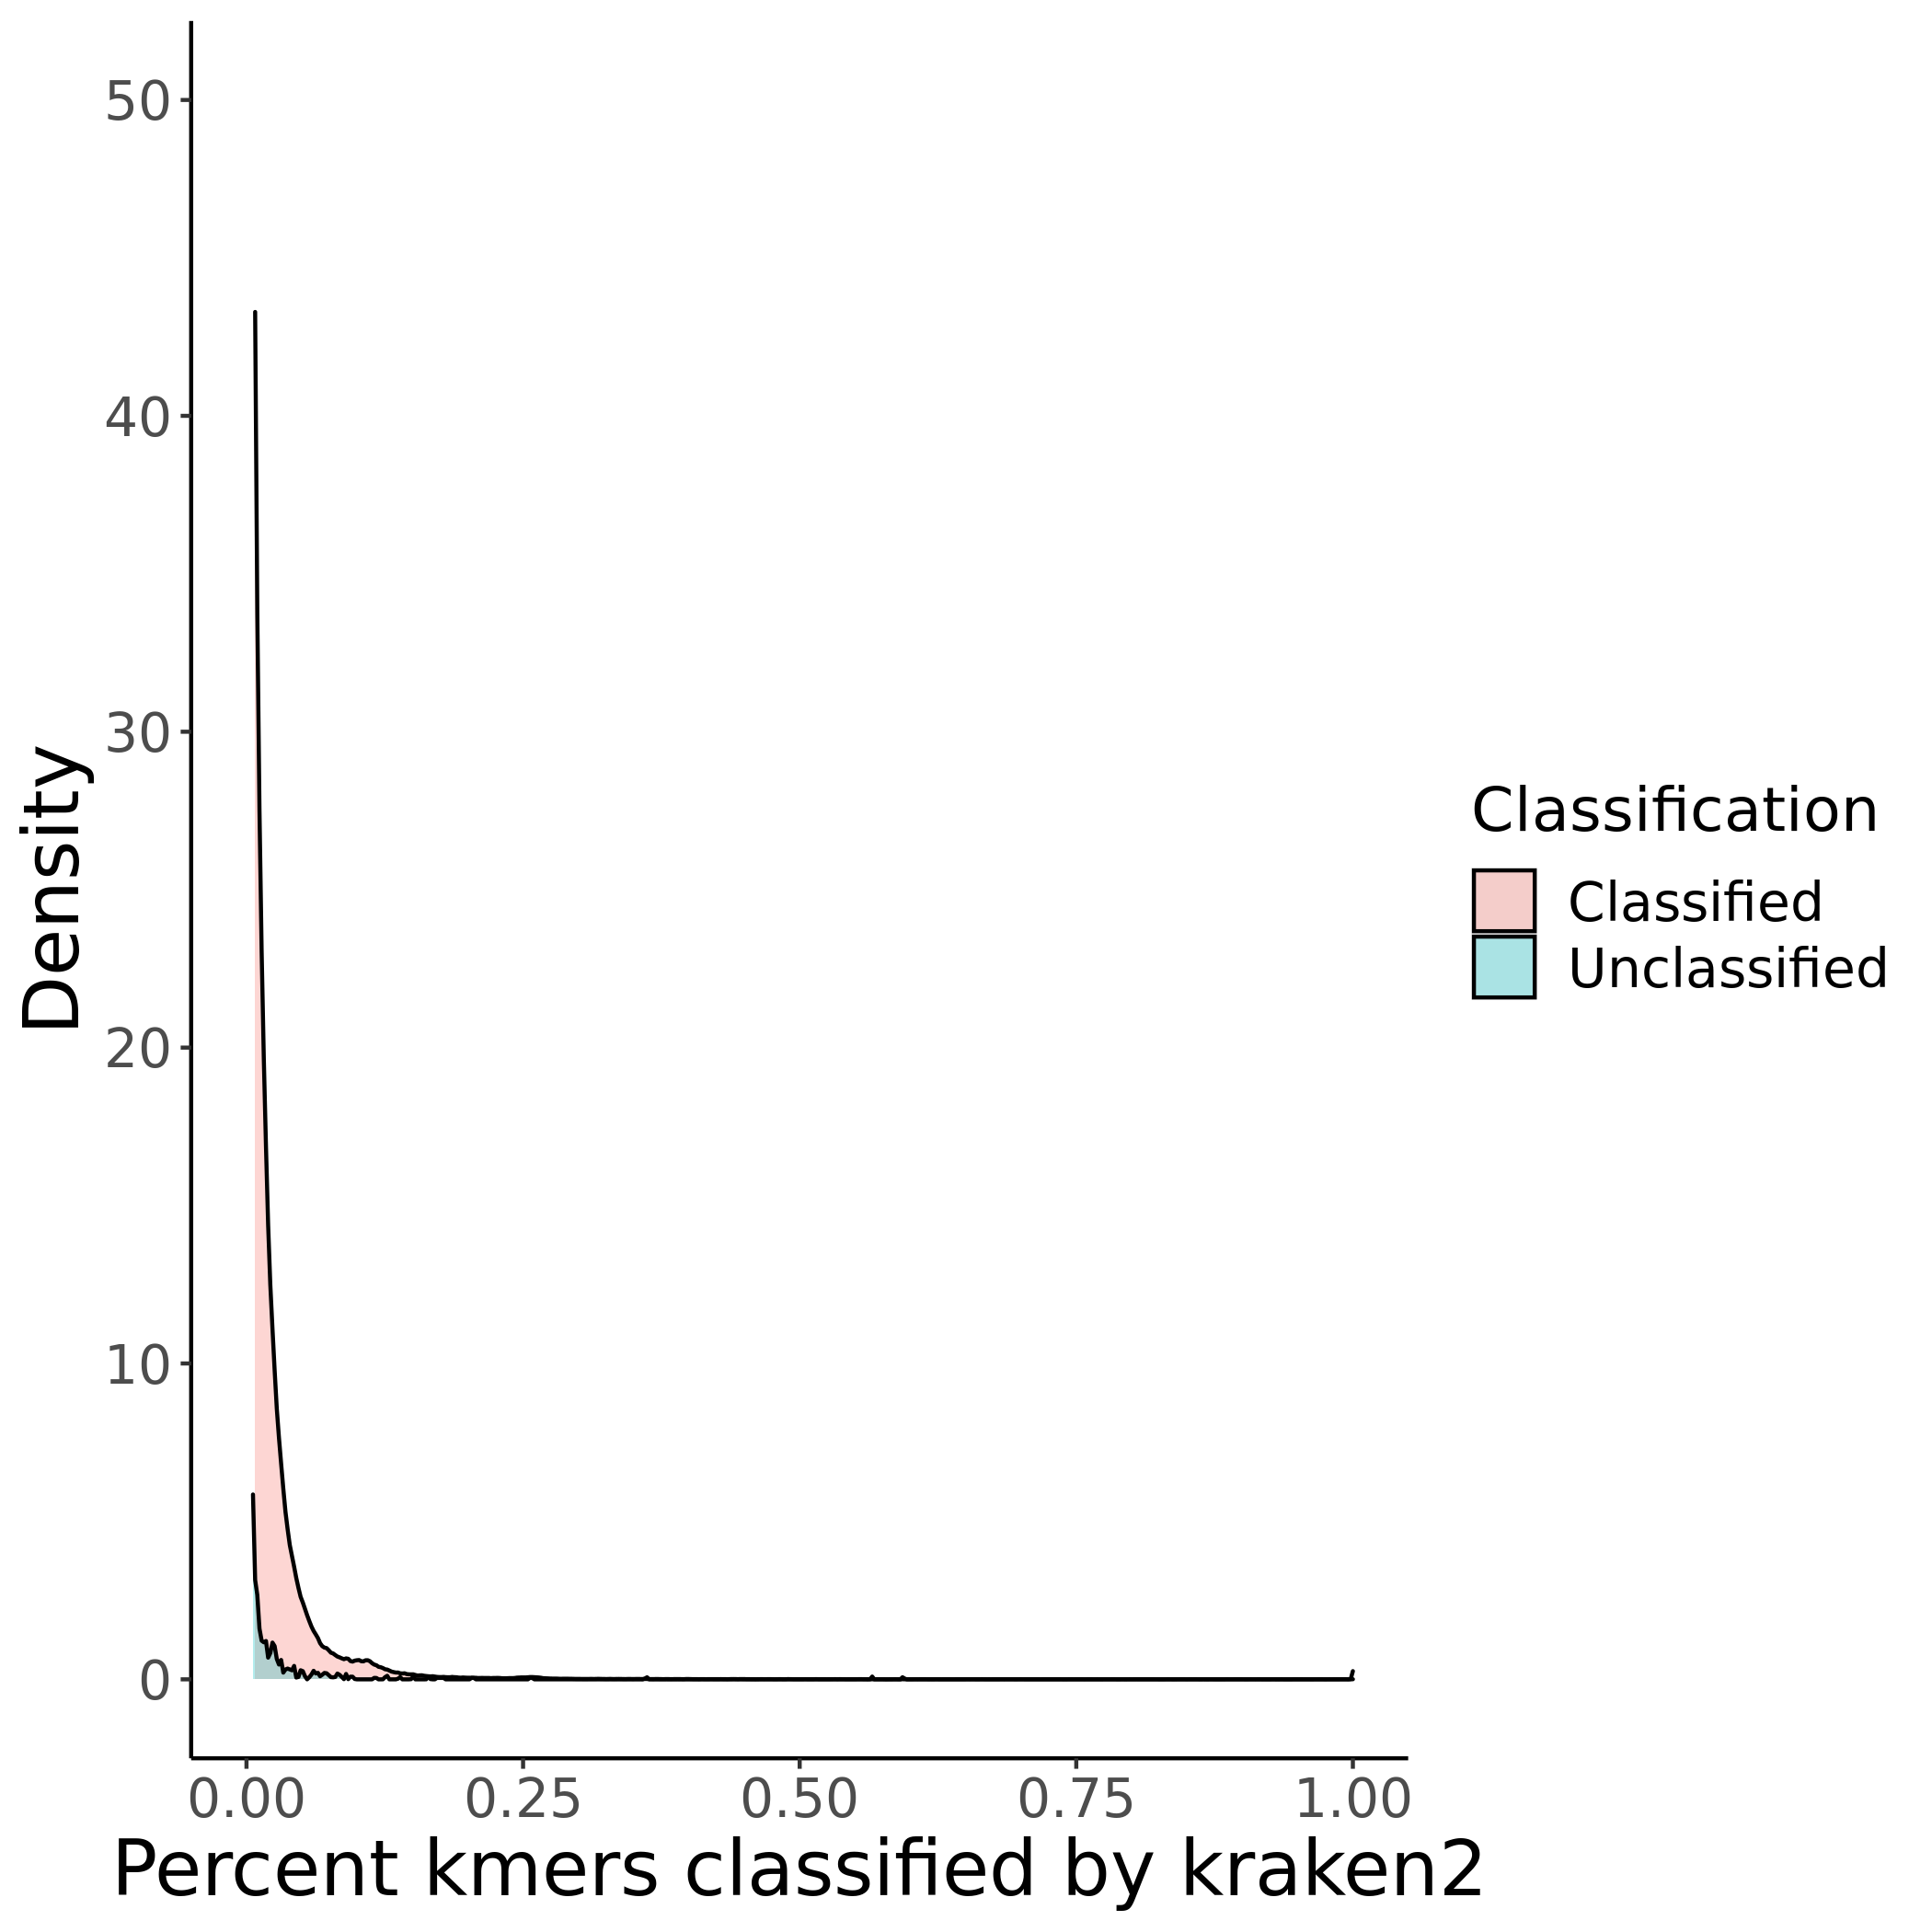 Density
50
40
30
20
10
0
0.00 0.25 0.50 0.75 1.00
Percent kmers classified by kraken2
Classification
Classified
Unclassified